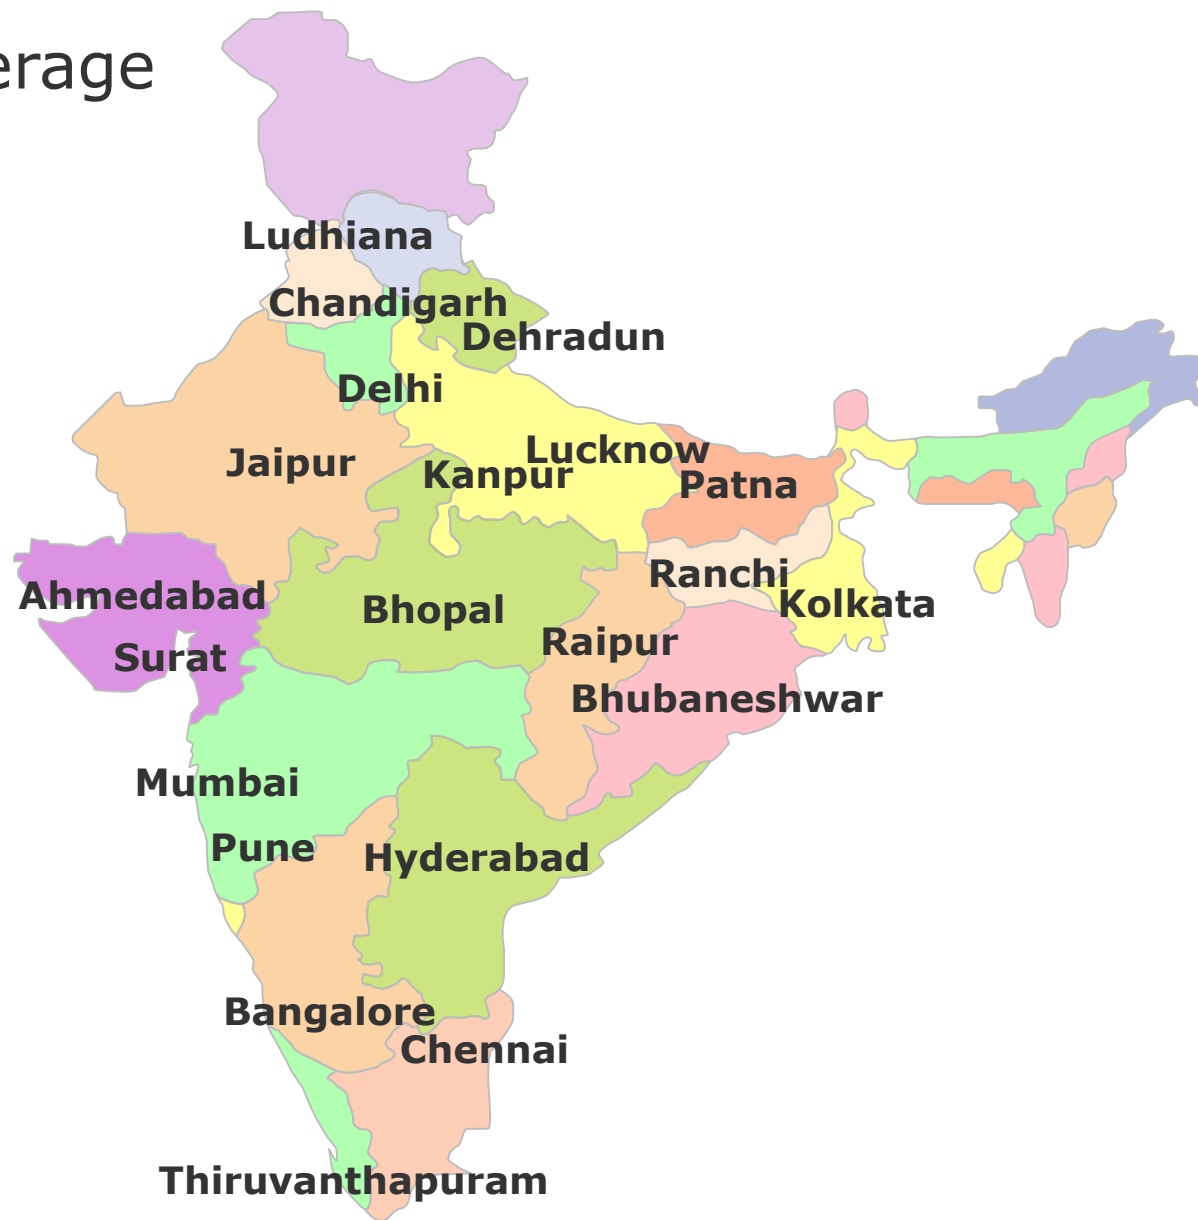 erage
Ludhiana
Chandigarh
Dehradun
Delhi
Lucknow
Jaipur
Kanpur
Patna
Ranchi
Ahmedabad
Kolkata
Bhopal
Raipur
Surat
Bhubaneshwar
Mumbai
Pune
Hyderabad
Bangalore
Chennai
Thiruvanthapuram